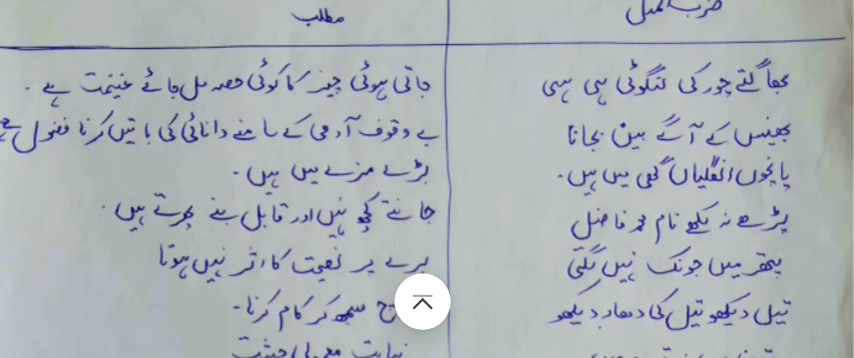 ضرب المثل	مطلب
بھاگتے چور کی لنگوٹی ہی سہی	جاتی ہوئی چیز کا کوئی حصہ مل جائے غنیمت ہے۔
بھینس کے آگے بین بجانا	بے وقوف آدمی کے سامنے دانائی کی باتیں کرنا فضول ہے
پانچوں انگلیاں گھی میں ہیں۔	بڑے مزے میں ہیں۔
پڑھے نہ لکھے نام محمد فاضل	جانتے کچھ نہیں اور قابل بنے پھرتے ہیں۔
پتھر میں جونک نہیں لگتی	برے پر نصیحت کا اثر نہیں ہوتا
تیل دیکھو تیل کی دھار دیکھو	سمجھ کر کام کرنا۔